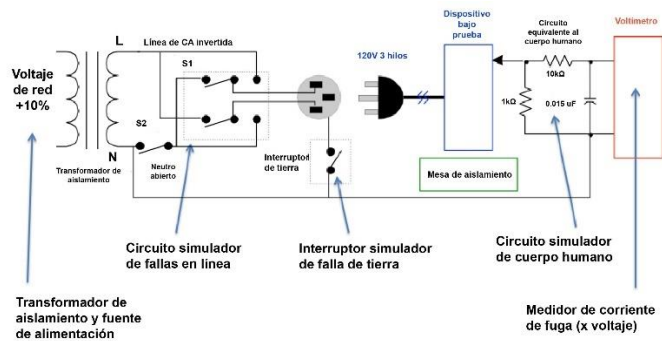 Voltaje
de red
+10%
Transformador de
aislamiento
L
N
Línea de CA invertida
S1
S2
Neutro
abierto
Interruptor
de tierra
120V 3 hilos
Dispositivo
bajo
prueba
Mesa de aislamiento
Circuito
equivalente al
cuerpo humano
10kΩ
1kΩ
0.015 uF
Voltímetro
Circuito simulador
de fallas en linea
Interruptor simulador
de falla de tierra
Circuito simulador
de cuerpo humano
Transformador de
aislamiento y fuente
de alimentación
Medidor de corriente
de fuga (x voltaje)